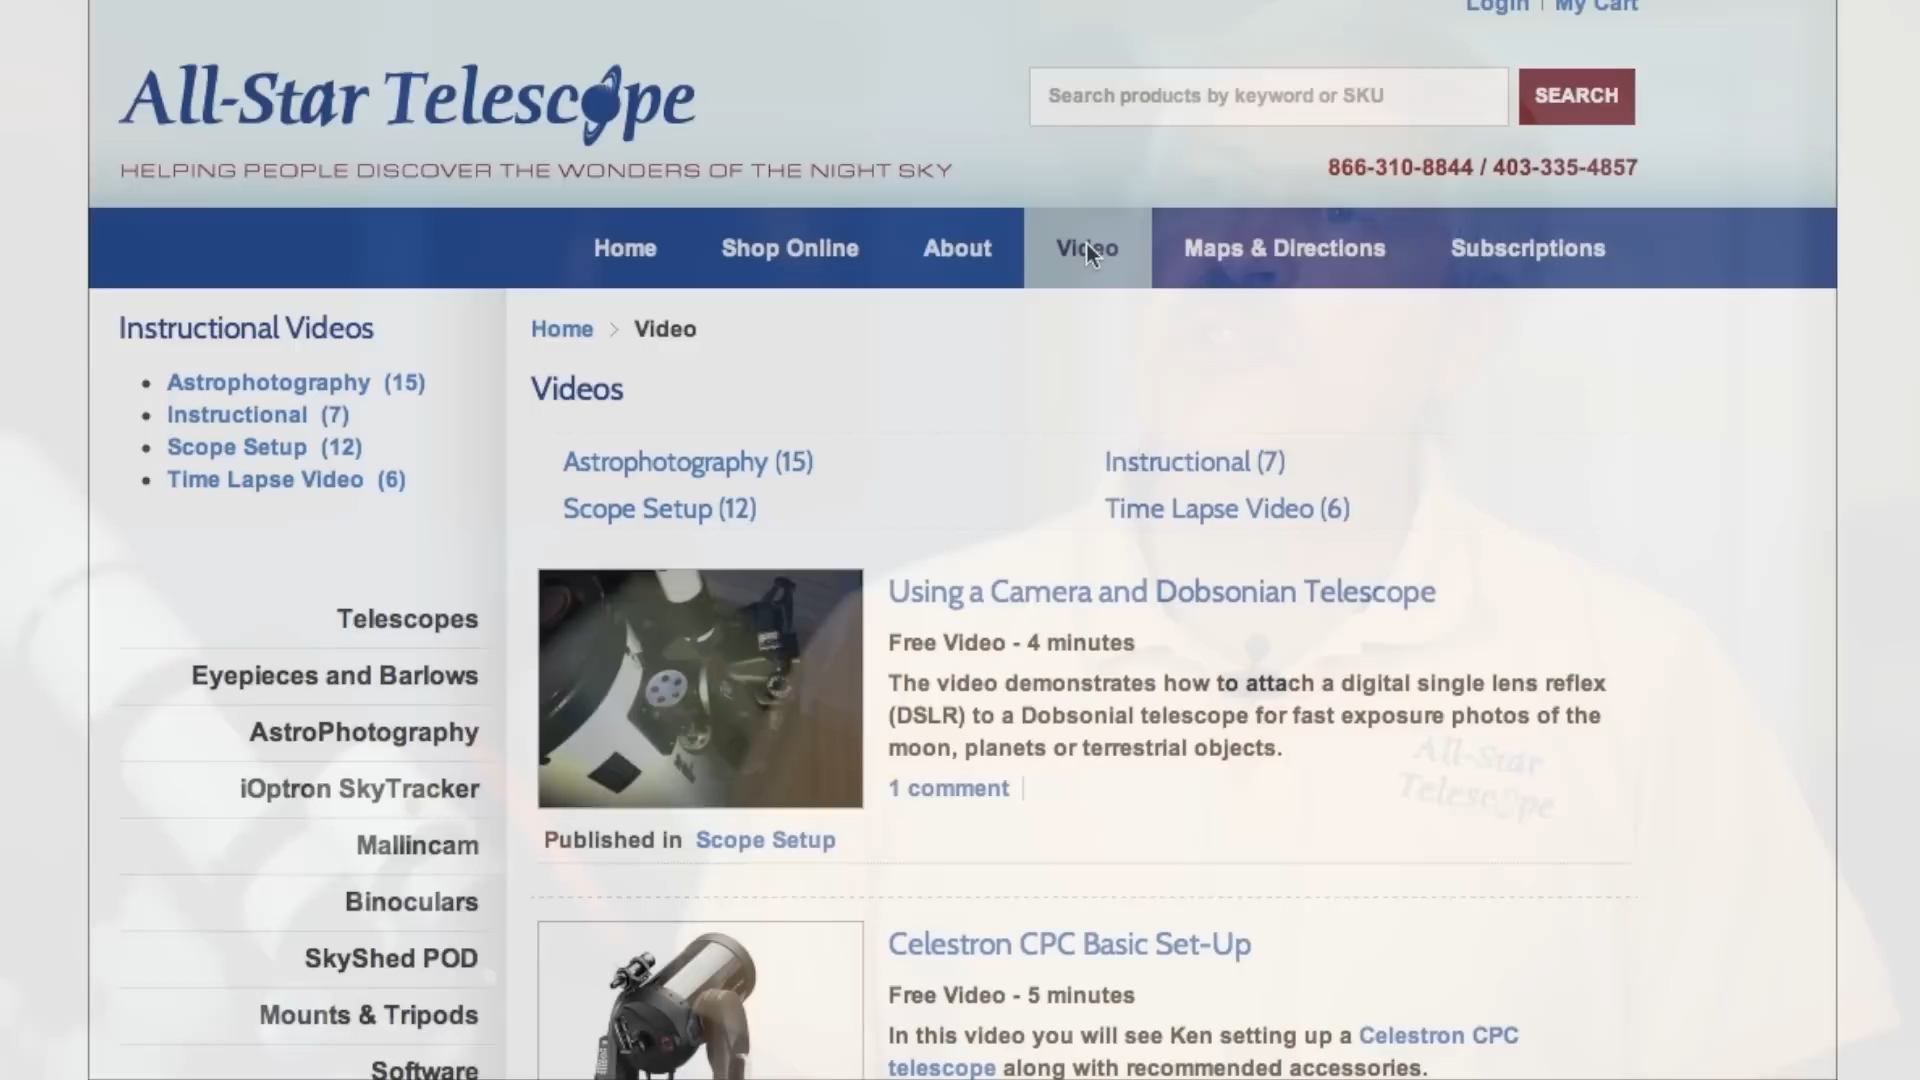 Login | My Cart
All-Star Telescope
HELPING PEOPLE DISCOVER THE WONDERS OF THE NIGHT SKY
Search products by keyword or SKU
SEARCH
866-310-8844 / 403-335-4857
Home
Shop Online
About
Video
Maps & Directions
Subscriptions
Instructional Videos
Astrophotography (15)
Instructional (7)
Scope Setup (12)
Time Lapse Video (6)
Telescopes
Eyepieces and Barlows
AstroPhotography
iOptron SkyTracker
Mallincam
Binoculars
SkyShed POD
Mounts & Tripods
Software
Home > Video
Videos
Astrophotography (15)
Instructional (7)
Scope Setup (12)
Time Lapse Video (6)
Using a Camera and Dobsonian Telescope
Free Video - 4 minutes
The video demonstrates how to attach a digital single lens reflex
(DSLR) to a Dobsonial telescope for fast exposure photos of the
moon, planets or terrestrial objects.
1 comment
Published in Scope Setup
All-Star
Telescope
Celestron CPC Basic Set-Up
Free Video - 5 minutes
In this video you will see Ken setting up a Celestron CPC
telescope along with recommended accessories.